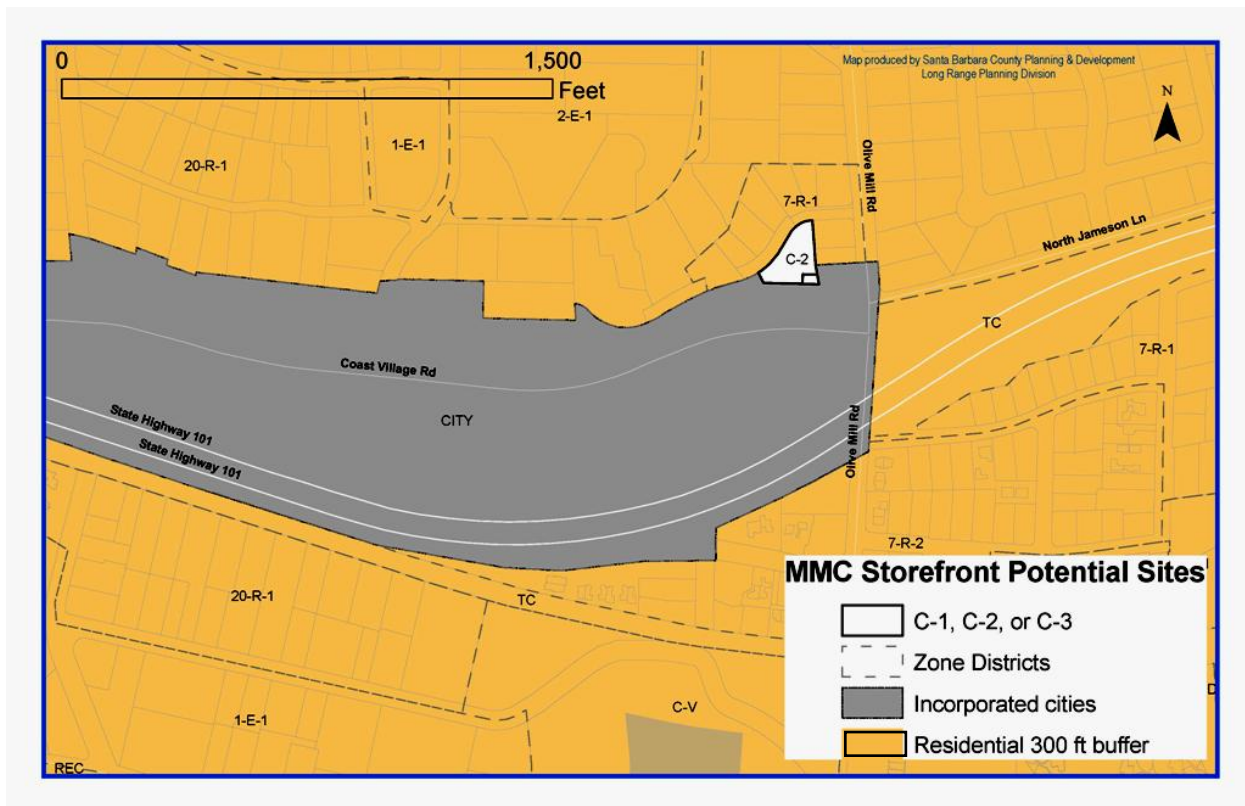 0 1,500
Feet
Map produced by Santa Barbara County Planning & Development
Long Range Planning Division
N
2-E-1
1-E-1
20-R-1
Olive Mill Rd
7-R-1
North Jameson Ln
C-2
TC
7-R-1
Coast Village Rd
CITY
State Highway 101
State Highway 101
Olive Mill Rd
7-R-2
20-R-1
TC
1-E-1
C-V
REC
MMC Storefront Potential Sites
C-1, C-2, or C-3
Zone Districts
Incorporated cities
Residential 300 ft buffer